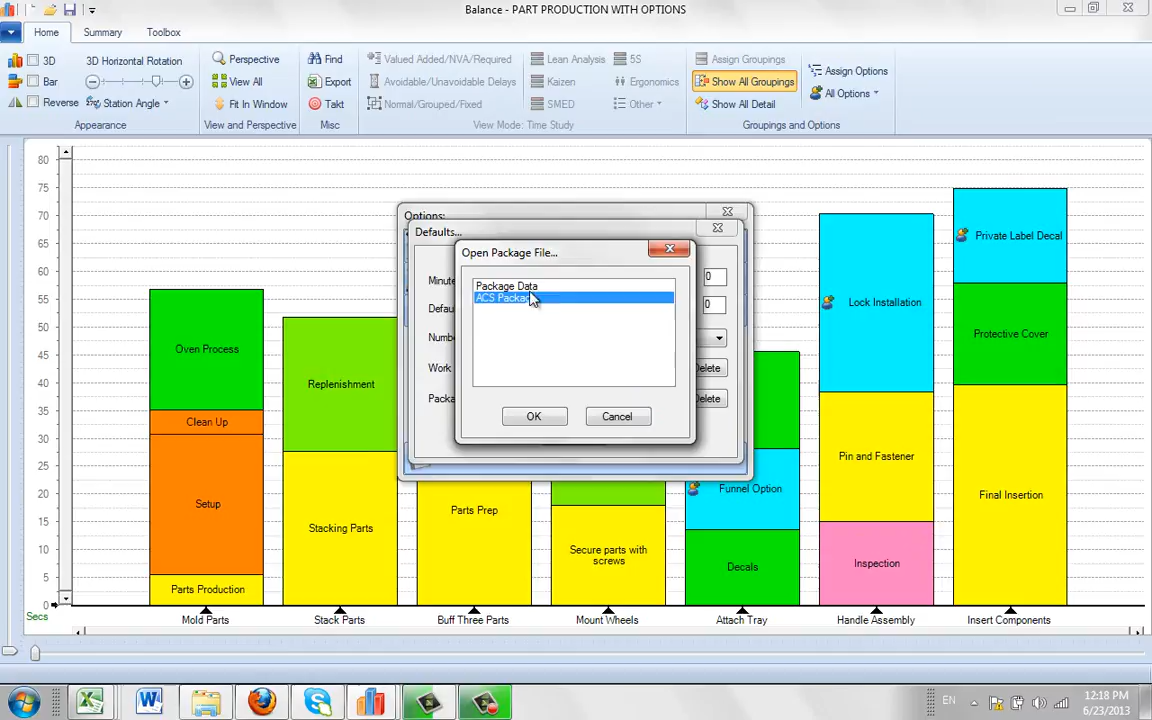 Balance - PART PRODUCTION WITH OPTIONS
Home Summary Toolbox
3D 3D Horizontal Rotation Perspective Find Valued Added/NVA/Required Lean Analysis 5S Assign Groupings Assign Options
Bar View All Export Avoidable/Unavoidable Delays Kaizen Ergonomics Show All Groupings All Options
Reverse Station Angle Fit In Window Takt Normal/Grouped/Fixed SMED Other Show All Detail
Appearance View and Perspective Misc View Mode: Time Study Groupings and Options
80
75
70
65
60
55
50
45
40
35
30
25
20
15
10
5
0
Secs
Oven Process
Clean Up
Setup
Parts Production
Replenishment
Stacking Parts
Parts Prep
Secure parts with
screws
Funnel Option
Decals
Lock Installation
Pin and Fastener
Inspection
Private Label Decal
Protective Cover
Final Insertion
Options:
Defaults...
0
0
Delete
Delete
Work
Open Package File...
Package Data
ACS
OK Cancel
Mold Parts Stack Parts Buff Three Parts Mount Wheels Attach Tray Handle Assembly Insert Components
EN
12:18 PM
6/23/2013